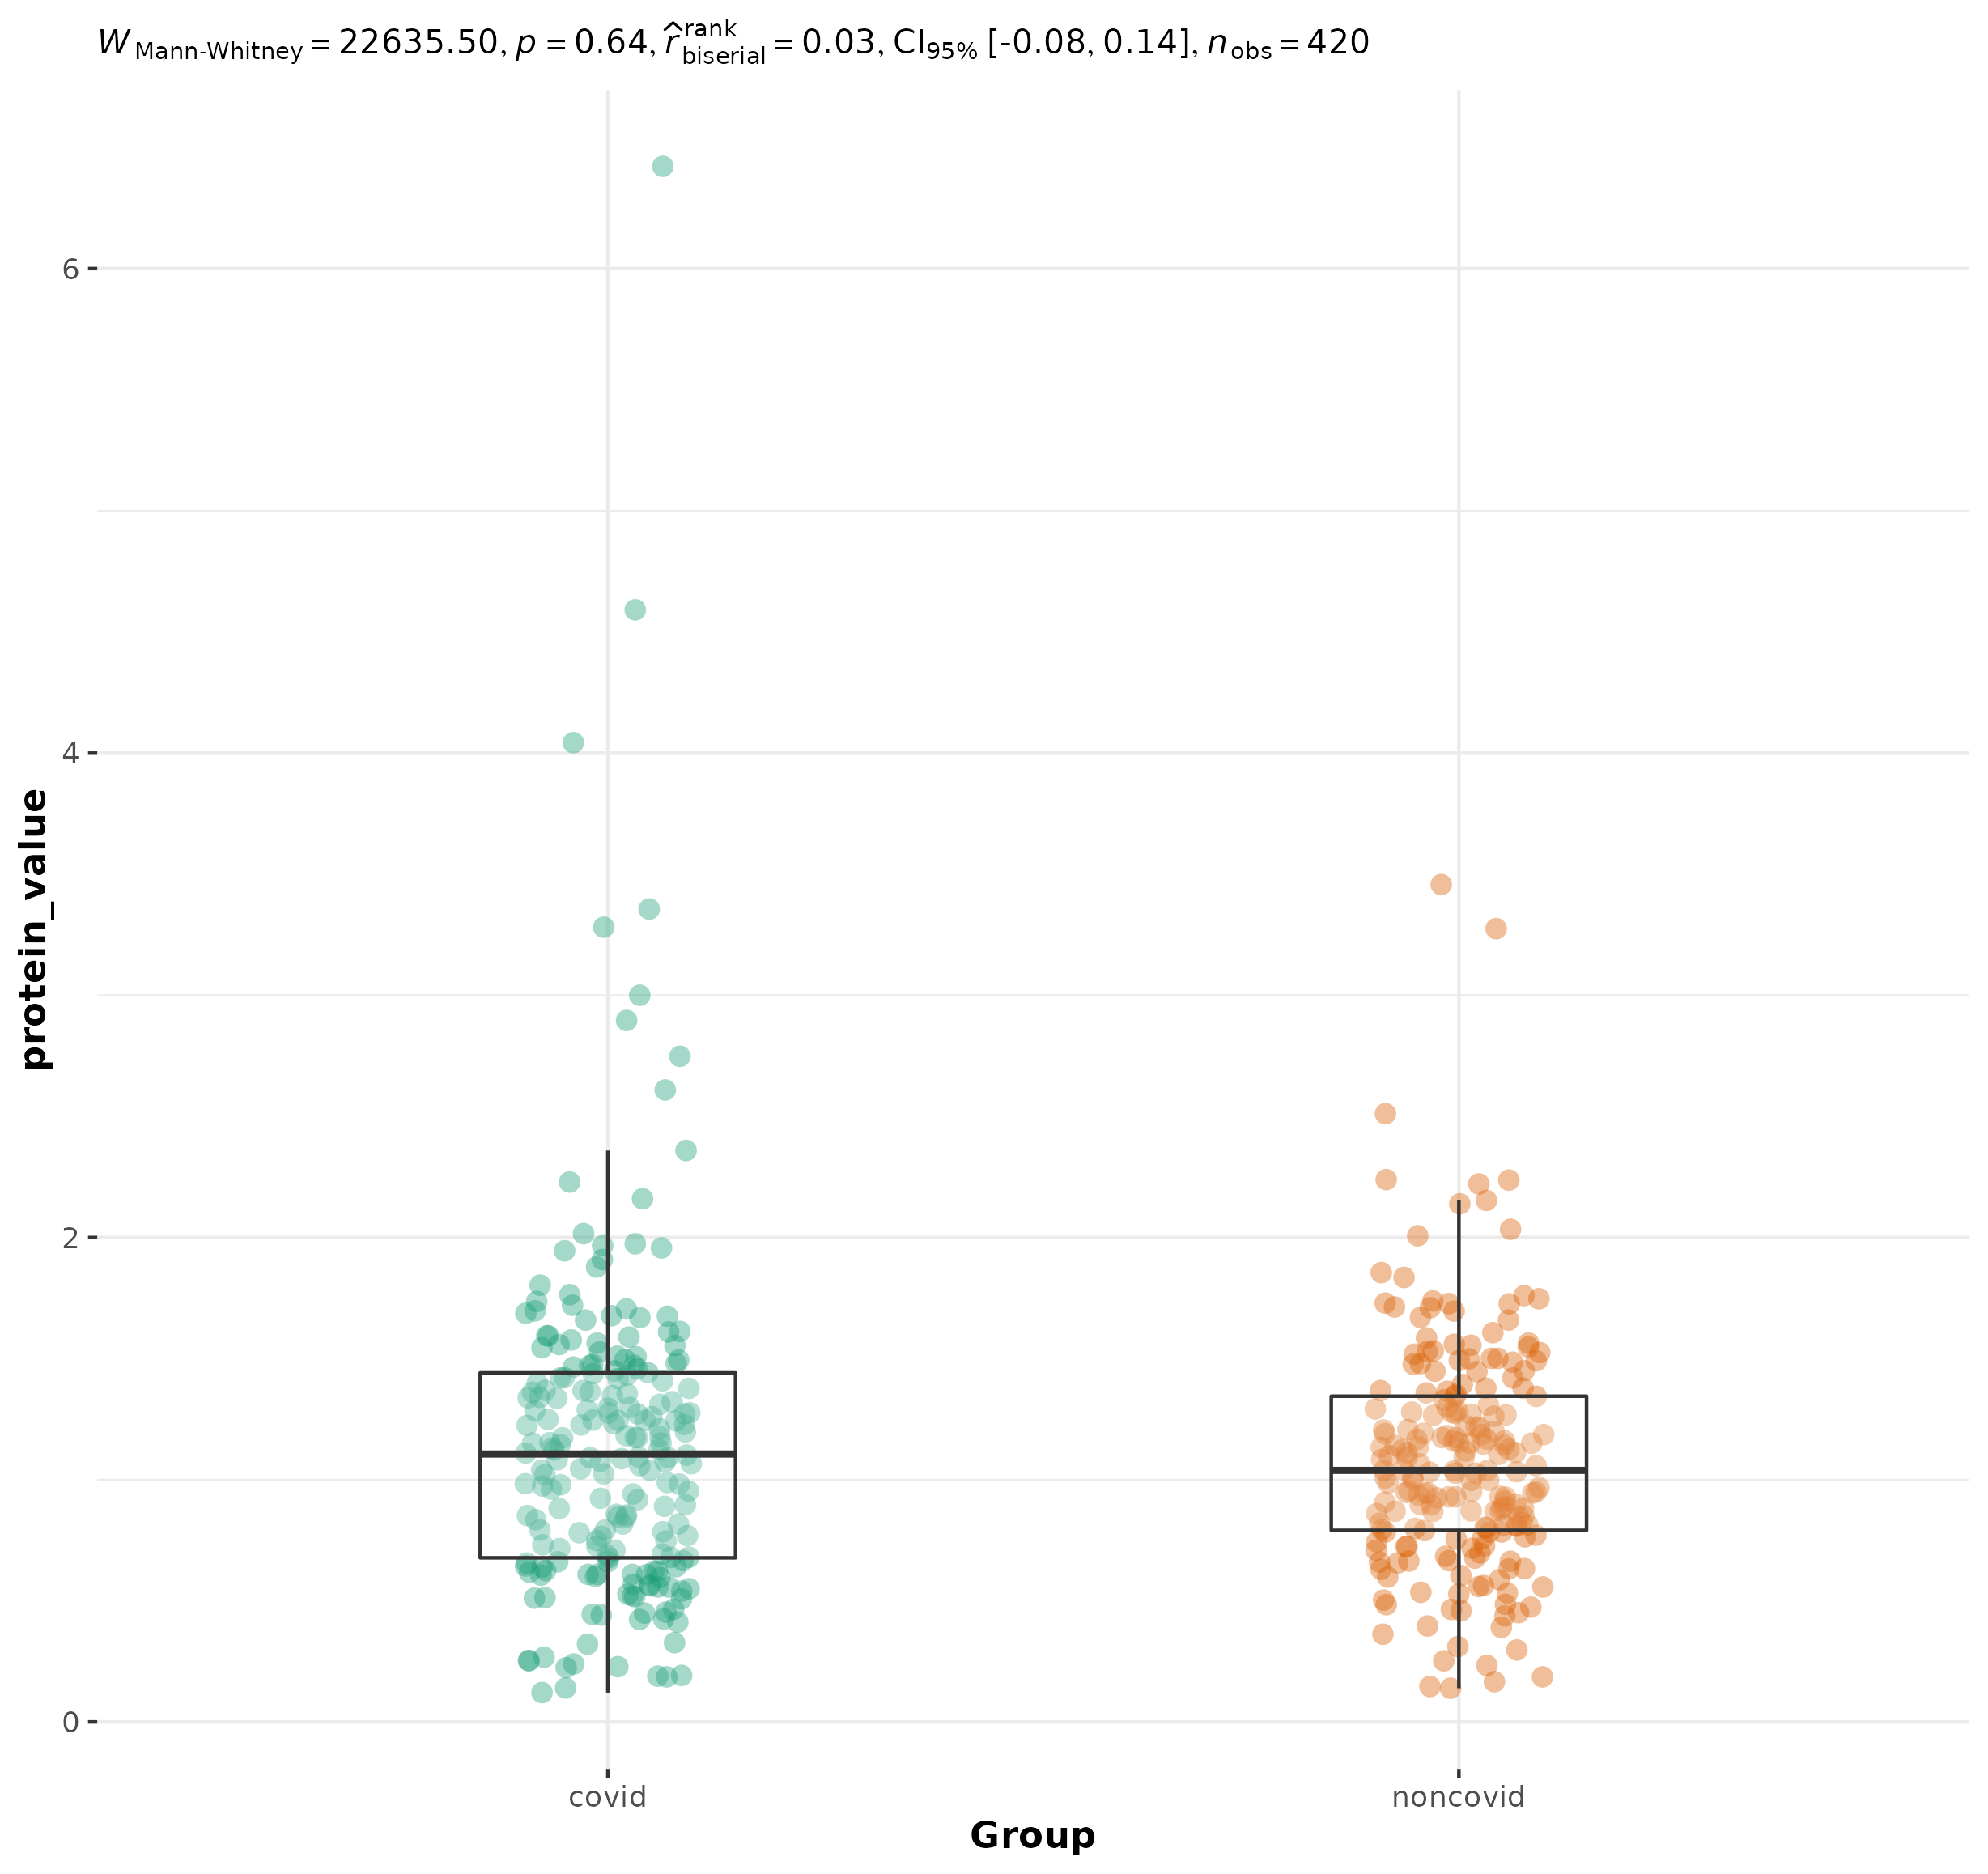 W Mann-Whitney = 22635.50, p = 0.64, r̂ rank biserial = 0.03, CI95% [-0.08, 0.14], n obs = 420
6
4
2
0
protein_value
covid noncovid
Group